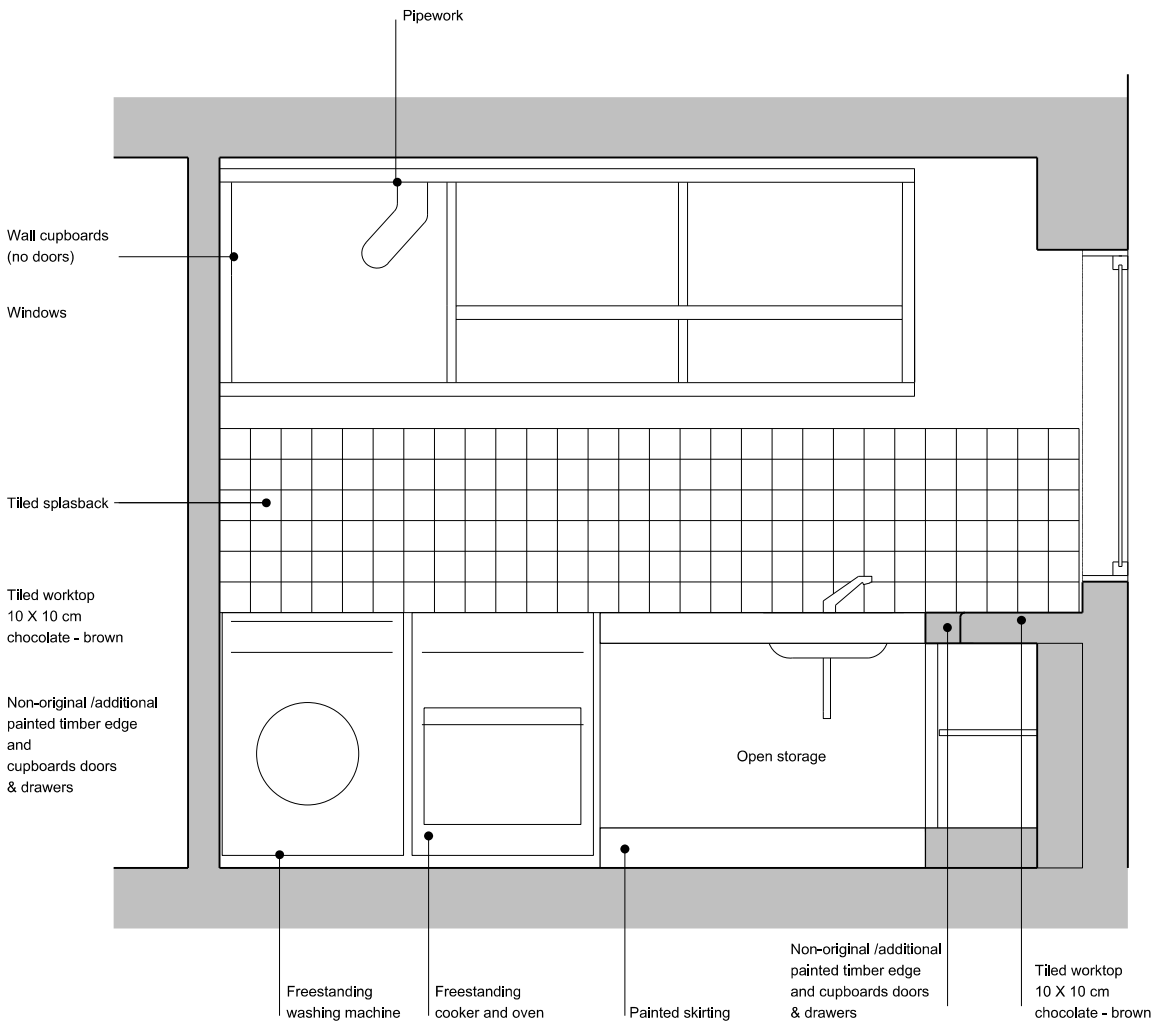 Pipework
Wall cupboards
(no doors)
Windows
Tiled splasback
Tiled worktop
10 X 10 cm
chocolate - brown
Non-original /additional
painted timber edge
and
cupboards doors
& drawers
Open storage
Freestanding
washing machine
Freestanding
cooker and oven
Painted skirting
Non-original /additional
painted timber edge
and cupboards doors
& drawers
Tiled worktop
10 X 10 cm
chocolate - brown